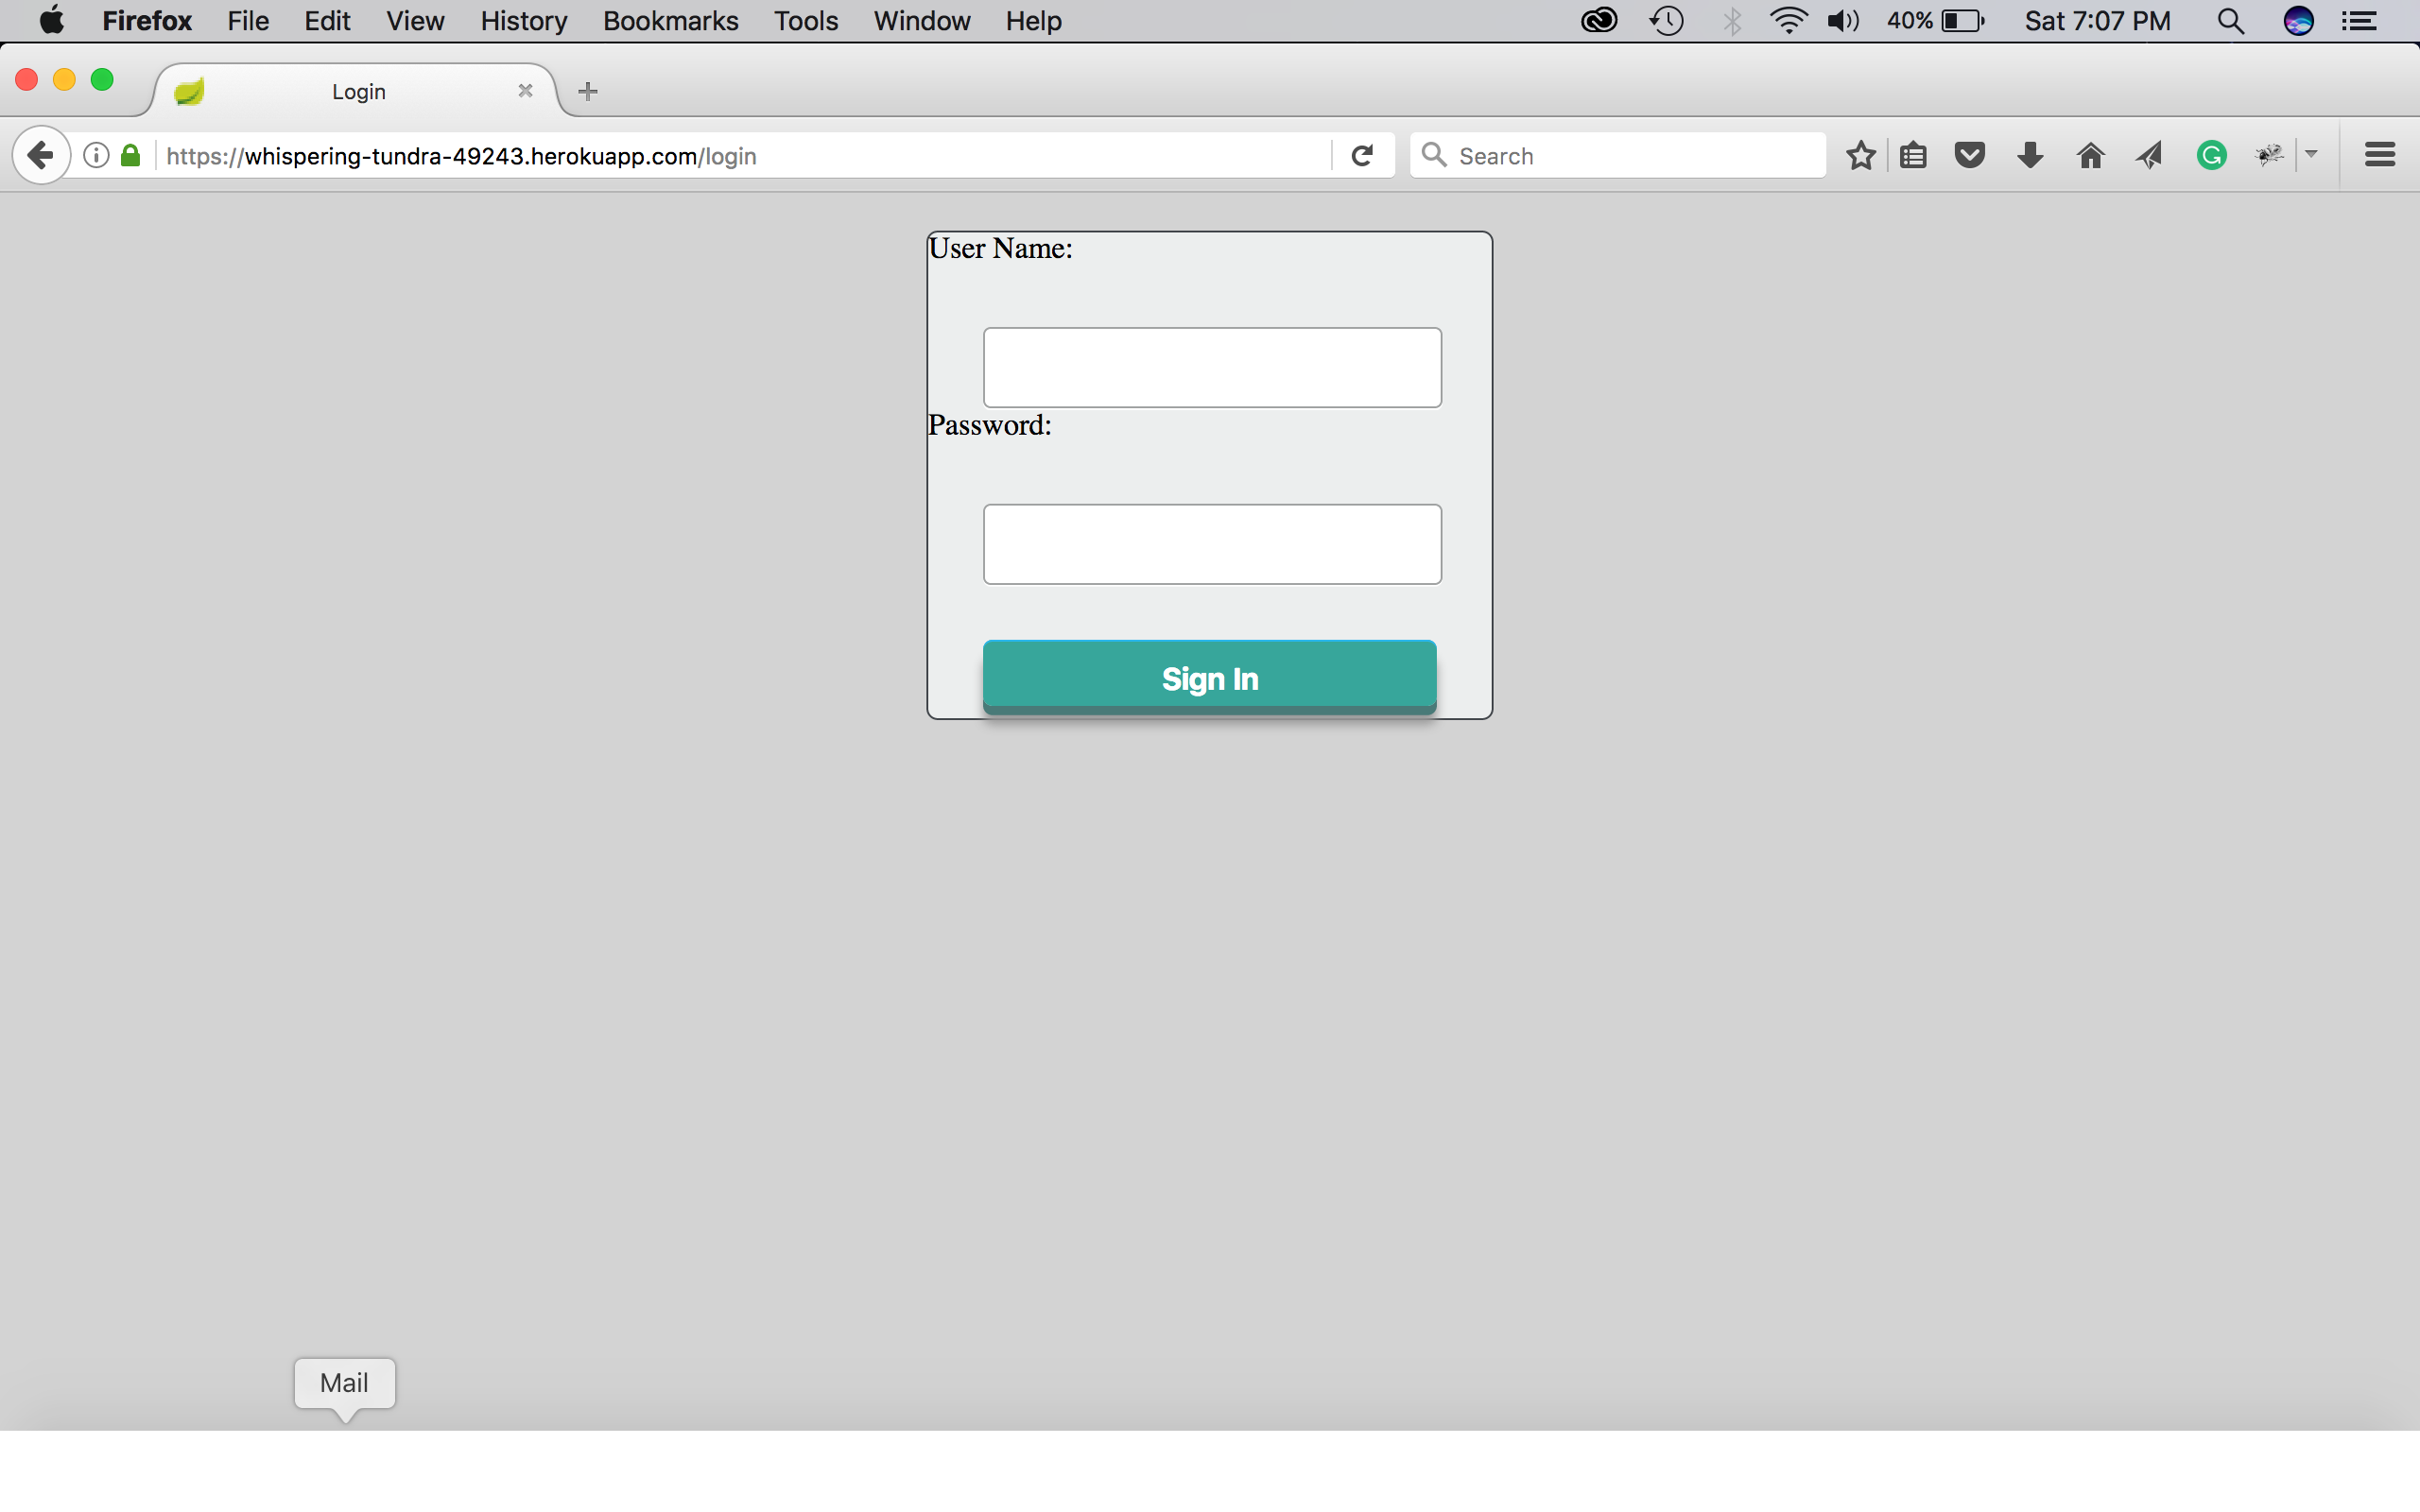 Firefox File Edit View History Bookmarks Tools Window Help 40% Sat 7:07 PM
Login
https://whispering-tundra-49243.herokuapp.com/login Search
User Name:
Password:
Sign In
Mail